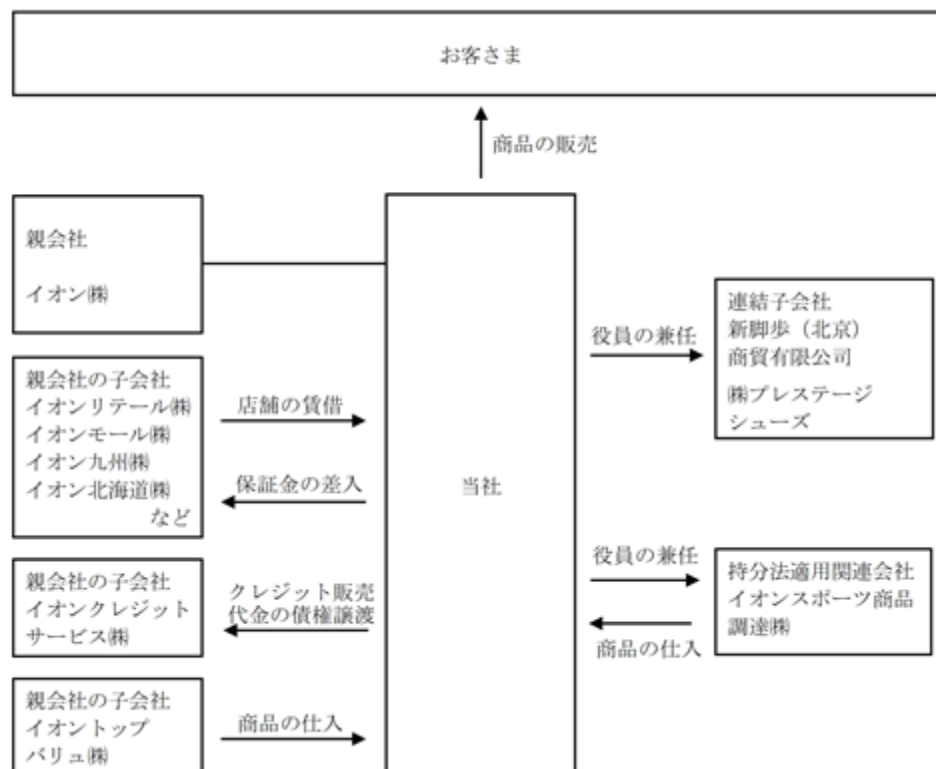 お客さま
商品の販売
親会社
イオン㈱
親会社の子会社
イオンリテール㈱
イオンモール㈱
イオン九州㈱
イオン北海道㈱
など
店舗の賃借
保証金の差入
親会社の子会社
イオンクレジット
サービス㈱
クレジット販売
代金の債権譲渡
親会社の子会社
イオントップ
バリュ㈱
商品の仕入
当社
役員の兼任
連結子会社
新脚歩（北京）
商貿有限公司
㈱プレステージ
シューズ
役員の兼任
商品の仕入
持分法適用関連会社
イオンスポーツ商品
調達㈱